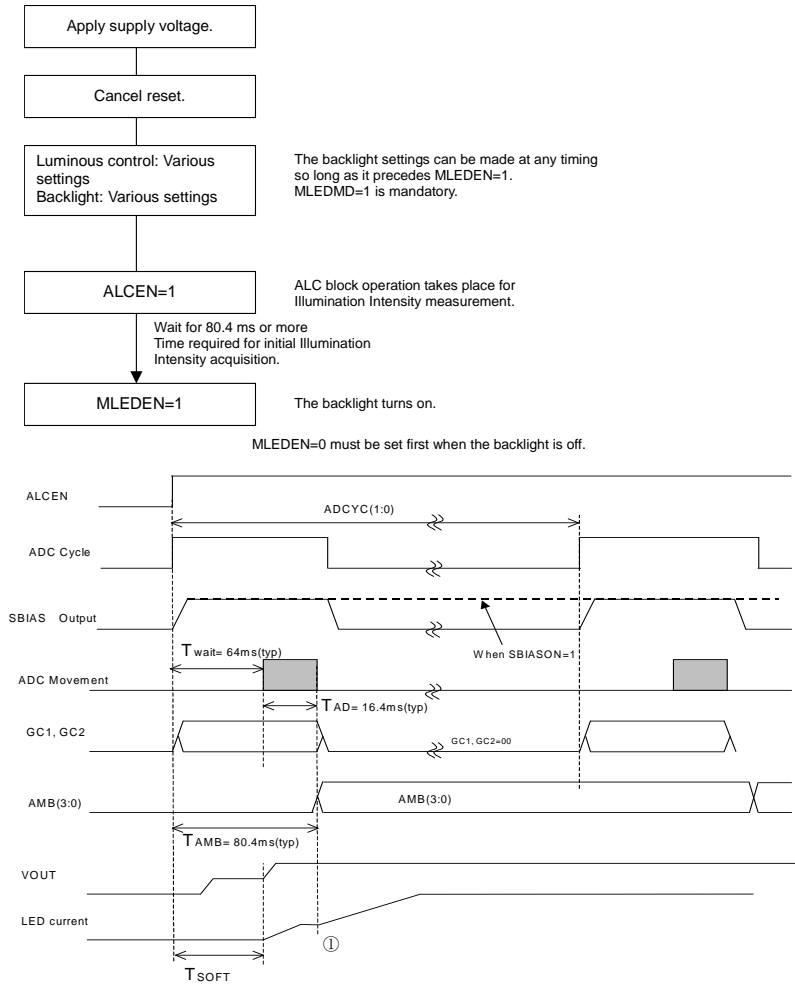 Apply supply voltage.
Cancel reset.
Luminous control: Various
settings
Backlight: Various settings
The backlight settings can be made at any timing
so long as it precedes MLEDEN=1.
MLEDMD=1 is mandatory.
ALCEN=1
ALC block operation takes place for
Illumination Intensity measurement.
Wait for 80.4 ms or more
Time required for initial Illumination
Intensity acquisition.
MLEDEN=1
The backlight turns on.
MLEDEN=0 must be set first when the backlight is off.
ALCEN
ADCYC(1:0)
ADC Cycle
SBIAS Output
When SBIASON=1
Twait= 64ms(typ)
ADC Movement
TAD= 16.4ms(typ)
GC1, GC2
GC1, GC2=00
AMB(3:0)
AMB(3:0)
TAMB= 80.4ms(typ)
VOUT
LED current
①
TSOFT